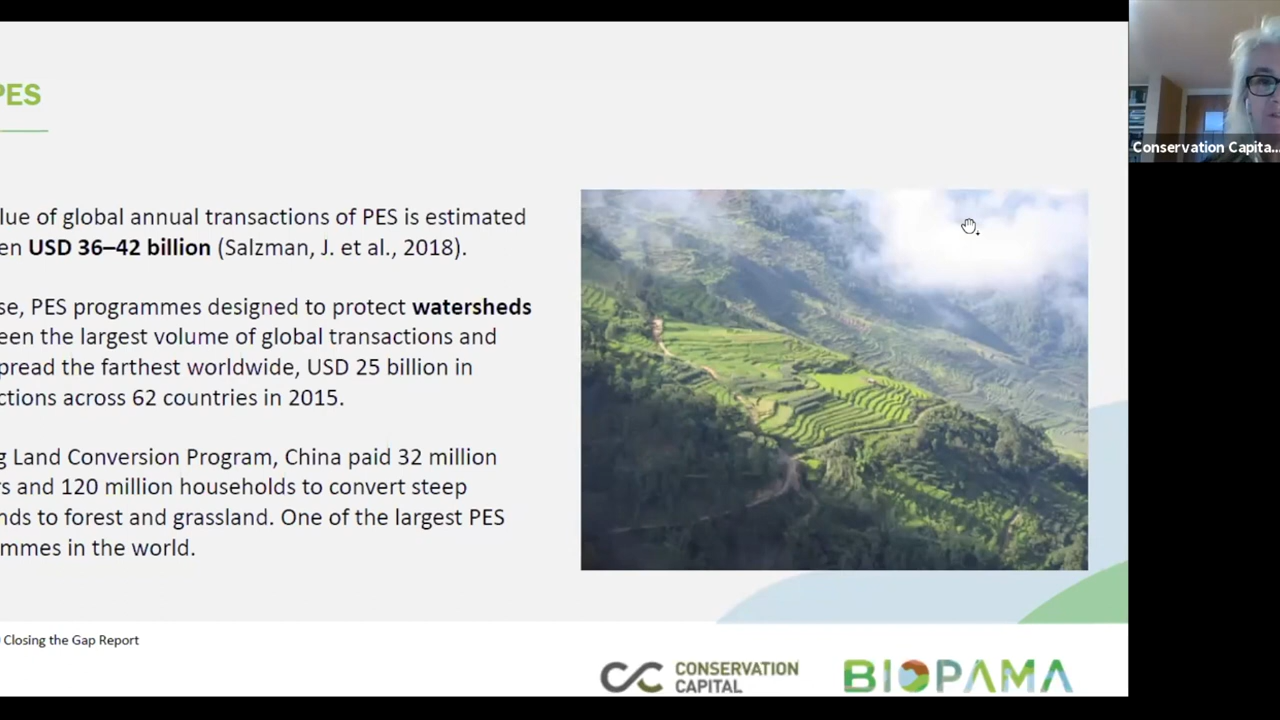 PES
lue of global annual transactions of PES is estimated
en USD 36–42 billion (Salzman, J. et al., 2018).
se, PES programmes designed to protect watersheds
een the largest volume of global transactions and
pread the farthest worldwide, USD 25 billion in
ctions across 62 countries in 2015.
g Land Conversion Program, China paid 32 million
s and 120 million households to convert steep
nds to forest and grassland. One of the largest PES
mmes in the world.
Closing the Gap Report
CONSERVATION
CAPITAL
BIOPAMA
Conservation Capita...